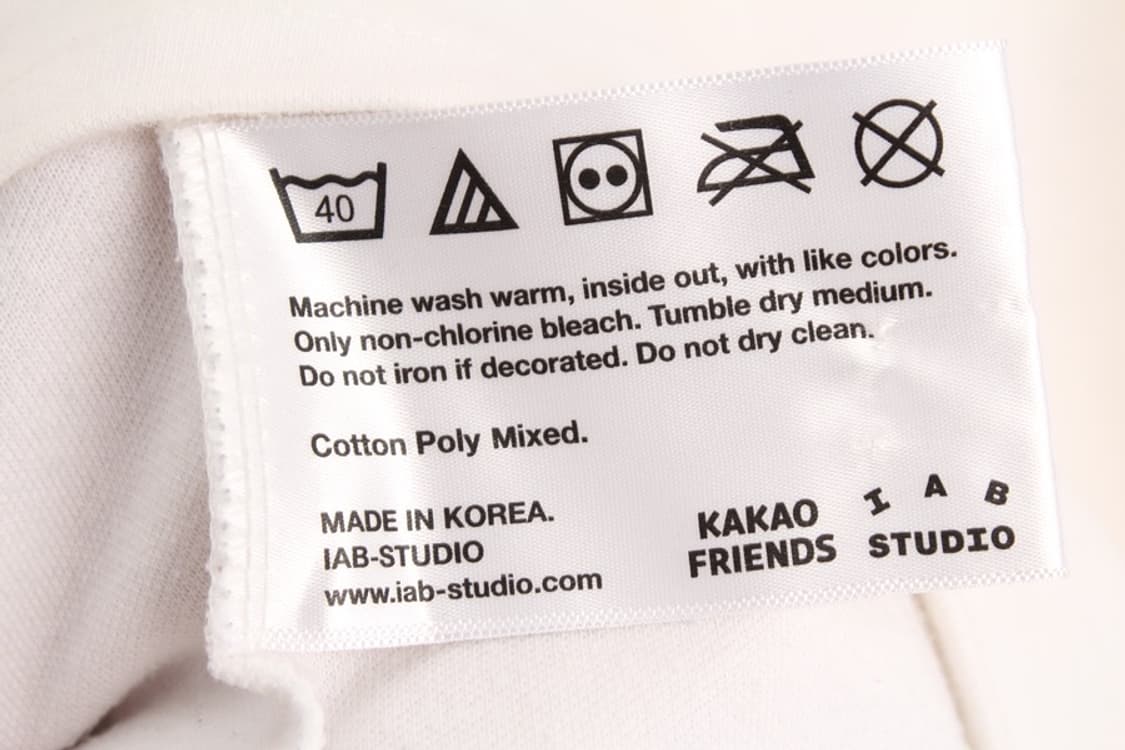 40
Machine wash warm, inside out, with like colors.
Only non-chlorine bleach. Tumble dry medium.
Do not iron if decorated. Do not dry clean.
Cotton Poly Mixed.
MADE IN KOREA.
IAB-STUDIO
www.iab-studio.com
KAKAO
FRIENDS
I A B
STUDIO